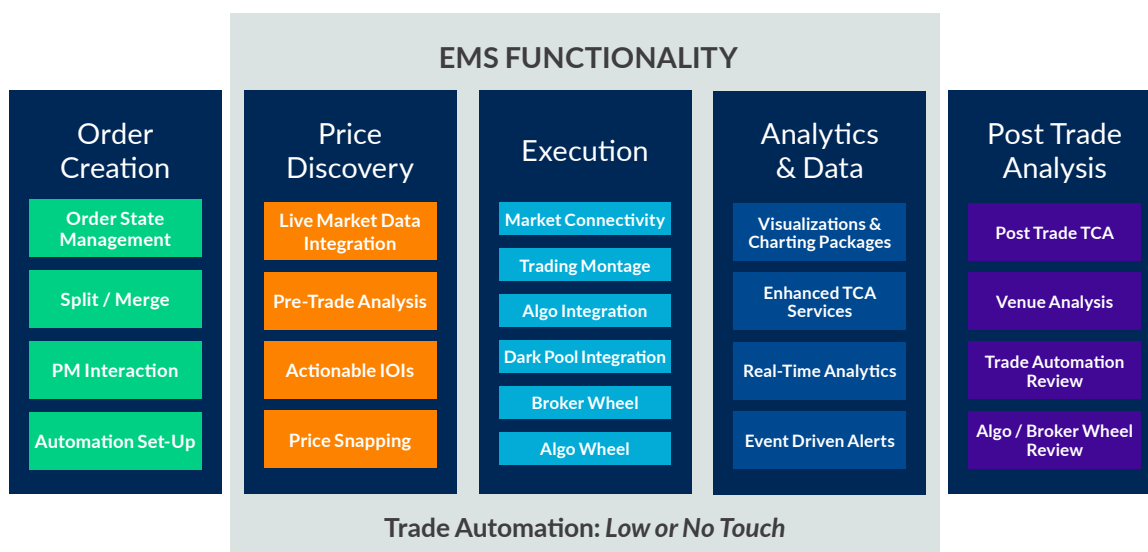 EMS FUNCTIONALITY
Order
Creation
Order State
Management
Split / Merge
PM Interaction
Automation Set-Up
Price
Discovery
Live Market Data
Integration
Pre-Trade Analysis
Actionable IOIs
Price Snapping
Execution
Market Connectivity
Trading Montage
Algo Integration
Dark Pool Integration
Broker Wheel
Algo Wheel
Analytics
& Data
Visualizations &
Charting Packages
Enhanced TCA
Services
Real-Time Analytics
Event Driven Alerts
Post Trade
Analysis
Post Trade TCA
Venue Analysis
Trade Automation
Review
Algo / Broker Wheel
Review
Trade Automation: Low or No Touch